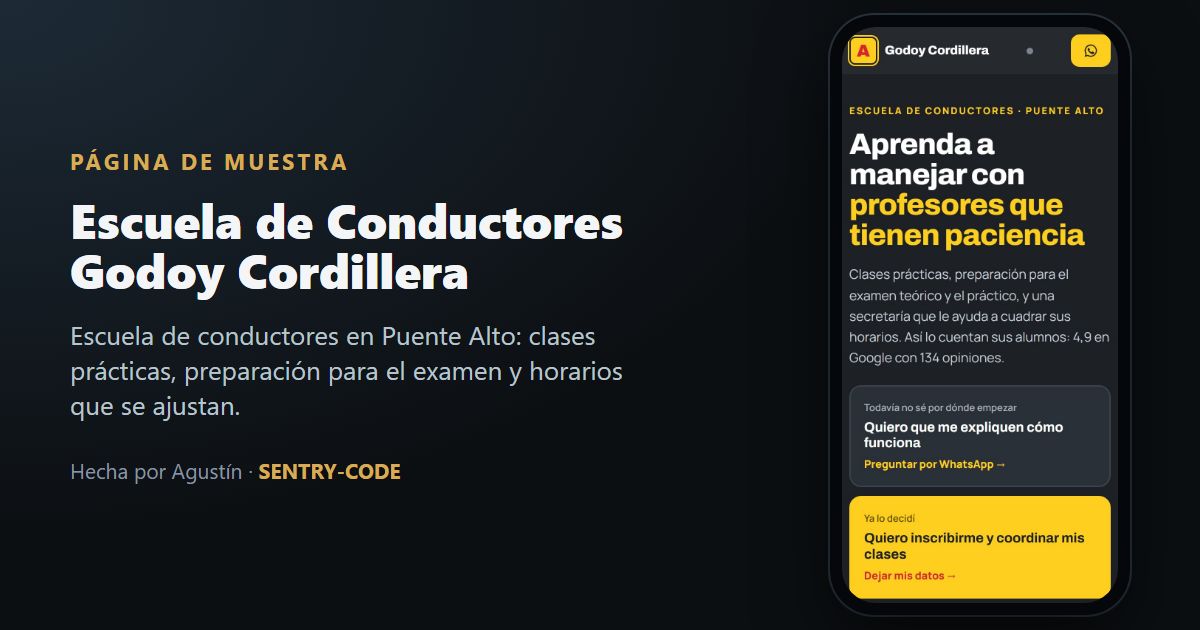 PÁGINA DE MUESTRA
Escuela de Conductores
Godoy Cordillera
Escuela de conductores en Puente Alto: clases
prácticas, preparación para el examen y horarios
que se ajustan.
Hecha por Agustín · SENTRY-CODE
A
Godoy Cordillera
ESCUELA DE CONDUCTORES · PUENTE ALTO
Aprenda a
manejar con
profesores que
tienen paciencia
Clases prácticas, preparación para el
examen teórico y el práctico, y una
secretaría que le ayuda a cuadrar sus
horarios. Así lo cuentan sus alumnos: 4,9 en
Google con 134 opiniones.
Todavía no sé por dónde empezar
Quiero que me expliquen cómo
funciona
Preguntar por WhatsApp →
Ya lo decidí
Quiero inscribirme y coordinar mis
clases
Dejar mis datos →